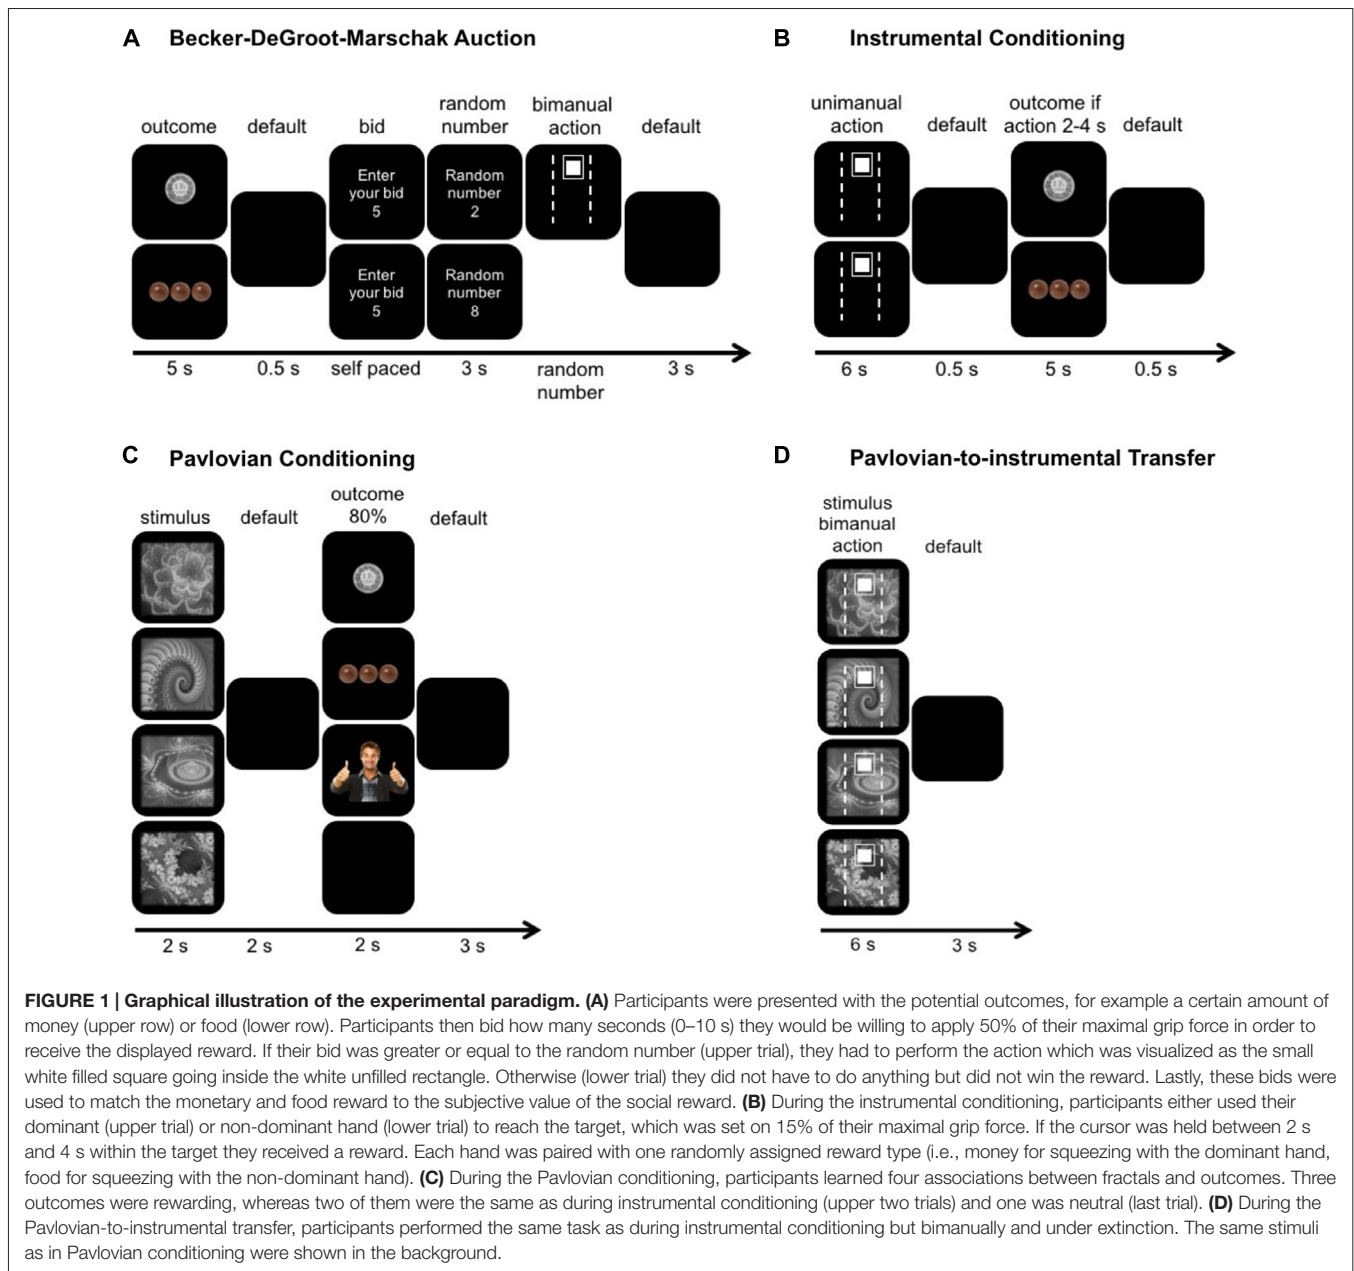 A Becker-DeGroot-Marschak Auction
outcome default bid random number bimanual action default
Enter your bid 5
Random number 2
Enter your bid 5
Random number 8
5 s 0.5 s self paced 3 s random number 3 s
B Instrumental Conditioning
unimanual action default outcome if action 2-4 s default
6 s 0.5 s 5 s 0.5 s
C Pavlovian Conditioning
stimulus default outcome 80% default
2 s 2 s 2 s 3 s
D Pavlovian-to-instrumental Transfer
stimulus bimanual action default
6 s 3 s
FIGURE 1 | Graphical illustration of the experimental paradigm. (A) Participants were presented with the potential outcomes, for example a certain amount of
money (upper row) or food (lower row). Participants then bid how many seconds (0–10 s) they would be willing to apply 50% of their maximal grip force in order to
receive the displayed reward. If their bid was greater or equal to the random number (upper trial), they had to perform the action which was visualized as the small
white filled square going inside the white unfilled rectangle. Otherwise (lower trial) they did not have to do anything but did not win the reward. Lastly, these bids were
used to match the monetary and food reward to the subjective value of the social reward. (B) During the instrumental conditioning, participants either used their
dominant (upper trial) or non-dominant hand (lower trial) to reach the target, which was set on 15% of their maximal grip force. If the cursor was held between 2 s
and 4 s within the target they received a reward. Each hand was paired with one randomly assigned reward type (i.e., money for squeezing with the dominant hand,
food for squeezing with the non-dominant hand). (C) During the Pavlovian conditioning, participants learned four associations between fractals and outcomes. Three
outcomes were rewarding, whereas two of them were the same as during instrumental conditioning (upper two trials) and one was neutral (last trial). (D) During the
Pavlovian-to-instrumental transfer, participants performed the same task as during instrumental conditioning but bimanually and under extinction. The same stimuli
as in Pavlovian conditioning were shown in the background.